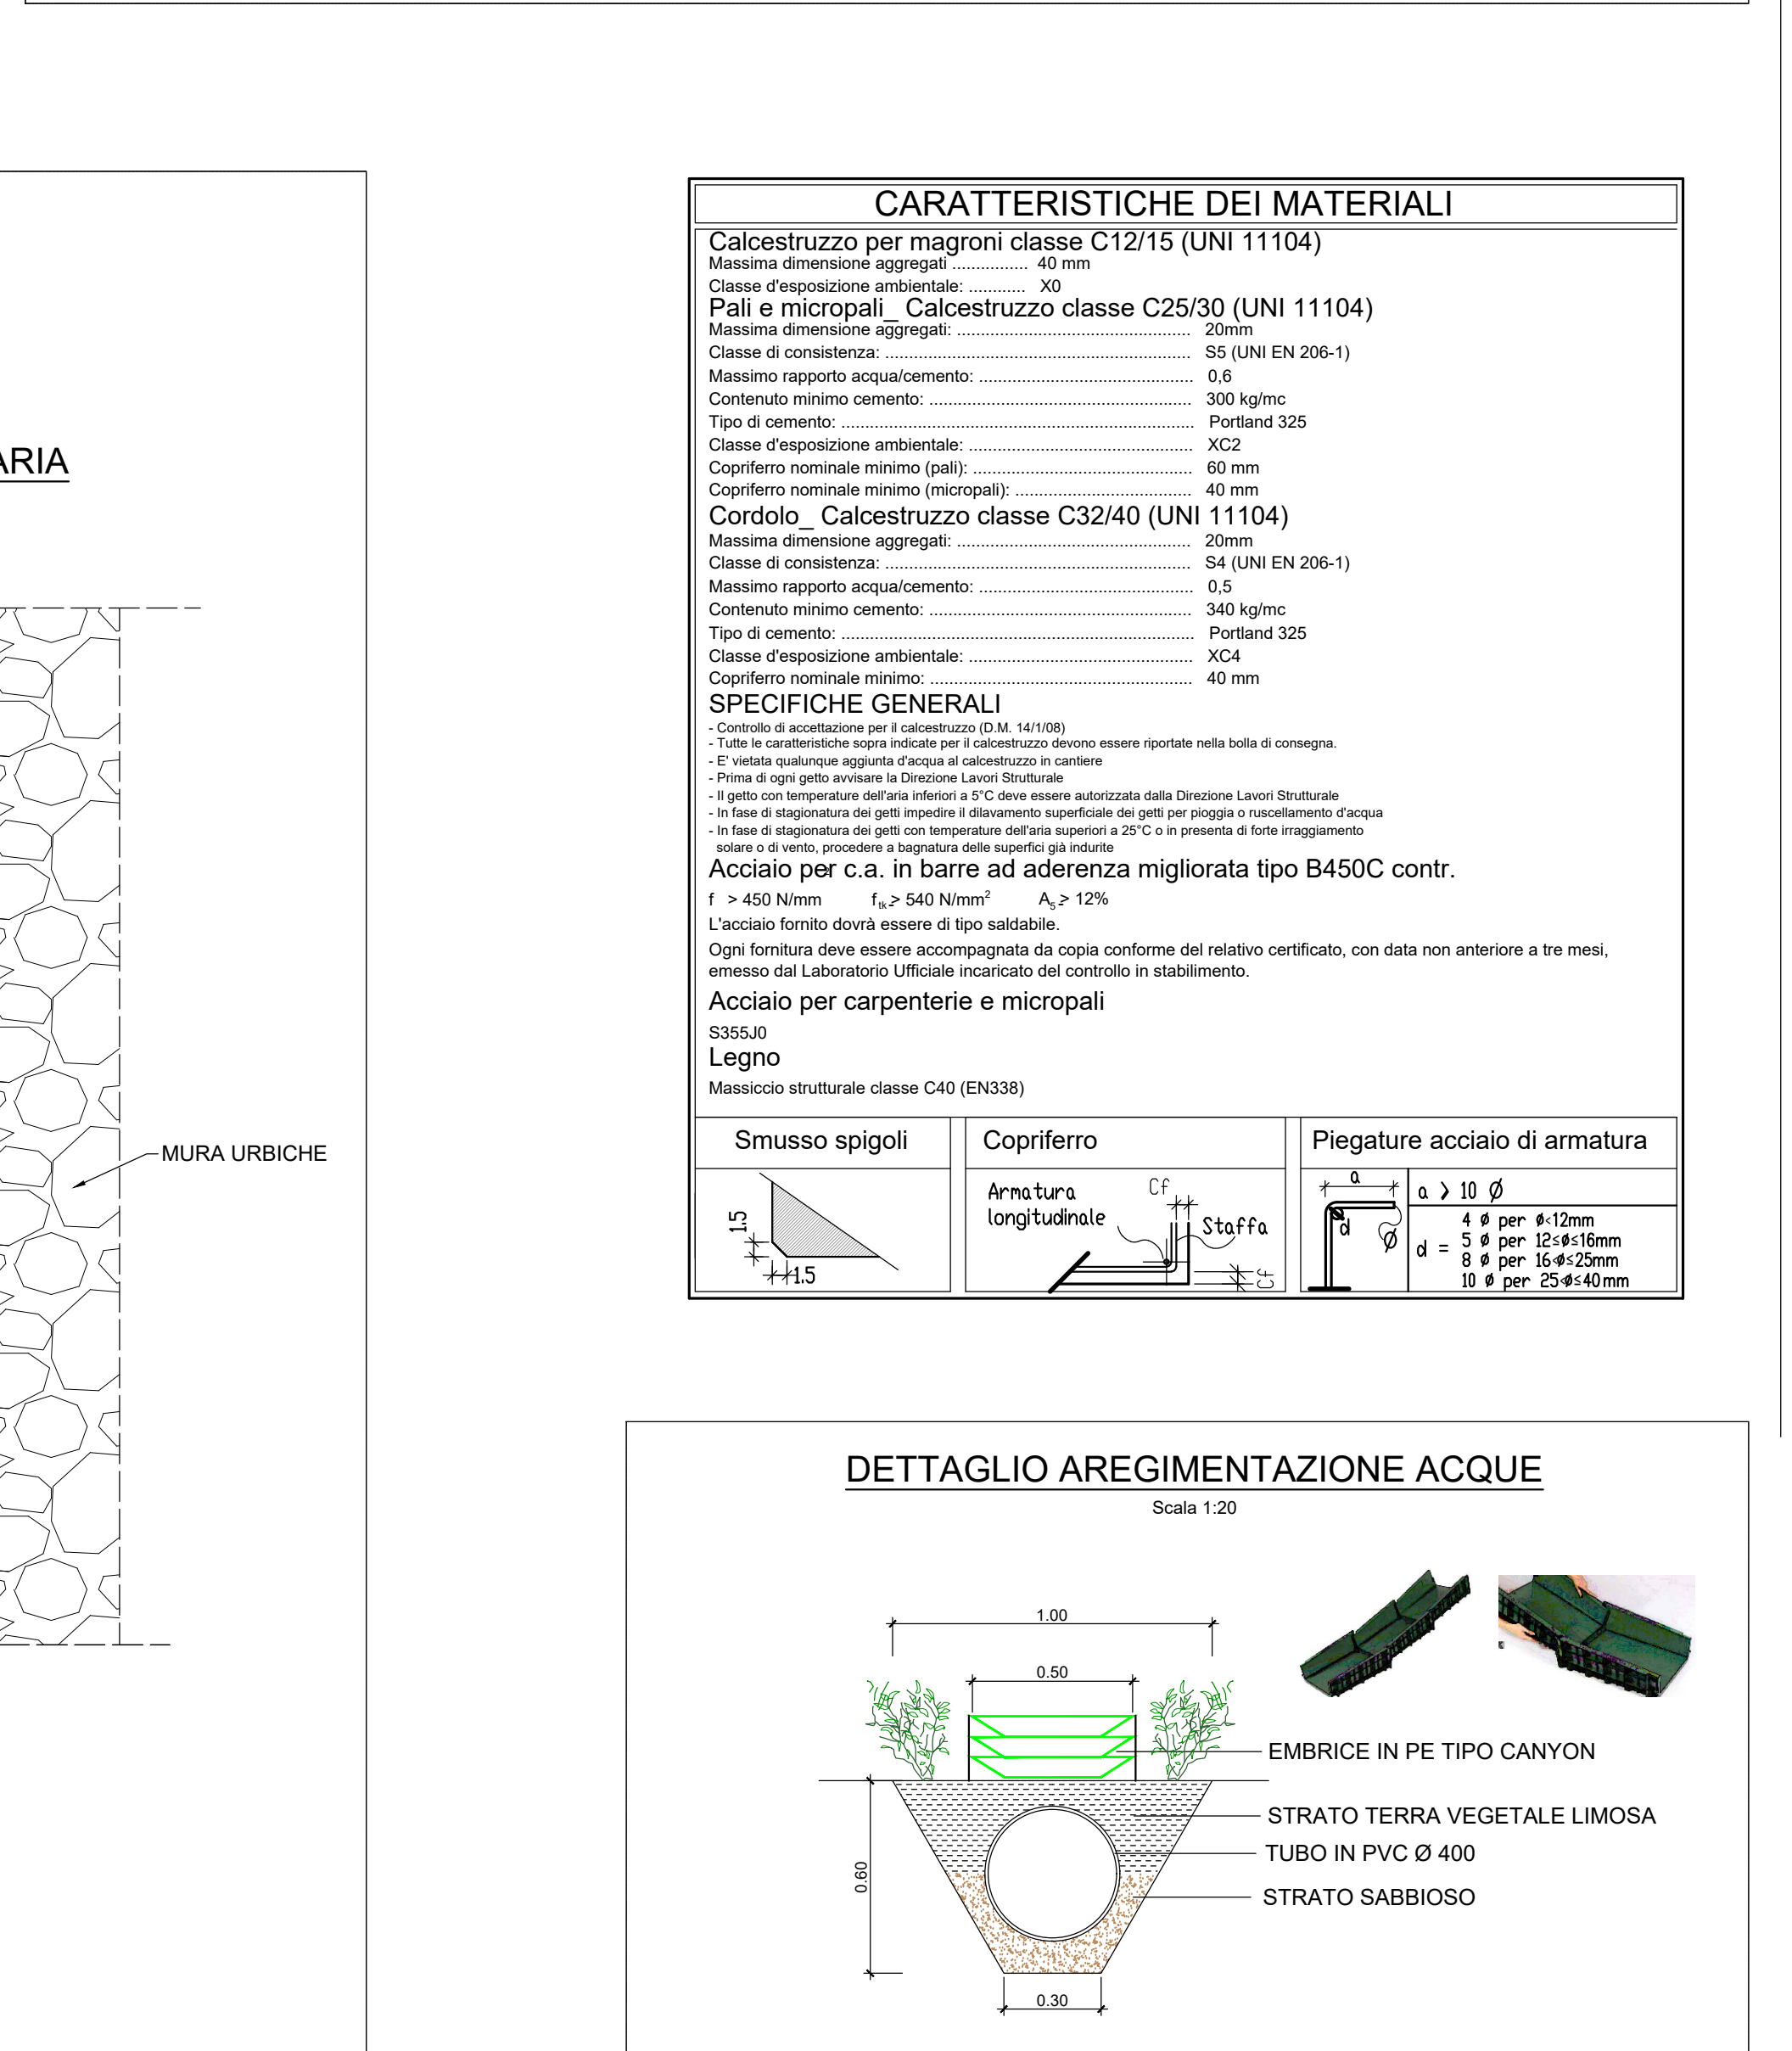 ARIA
MURA URBICHE
CARATTERISTICHE DEI MATERIALI
Calcestruzzo per magroni classe C12/15 (UNI 11104)
Massima dimensione aggregati ................ 40 mm
Classe d'esposizione ambientale: ............ X0
Pali e micropali_ Calcestruzzo classe C25/30 (UNI 11104)
Massima dimensione aggregati: ................................................. 20mm
Classe di consistenza: ................................................................ S5 (UNI EN 206-1)
Massimo rapporto acqua/cemento: ............................................. 0,6
Contenuto minimo cemento: ....................................................... 300 kg/mc
Tipo di cemento: .......................................................................... Portland 325
Classe d'esposizione ambientale: ............................................... XC2
Copriferro nominale minimo (pali): .............................................. 60 mm
Copriferro nominale minimo (micropali): ..................................... 40 mm
Cordolo_ Calcestruzzo classe C32/40 (UNI 11104)
Massima dimensione aggregati: ................................................. 20mm
Classe di consistenza: ................................................................ S4 (UNI EN 206-1)
Massimo rapporto acqua/cemento: ............................................. 0,5
Contenuto minimo cemento: ....................................................... 340 kg/mc
Tipo di cemento: .......................................................................... Portland 325
Classe d'esposizione ambientale: ............................................... XC4
Copriferro nominale minimo: ....................................................... 40 mm
SPECIFICHE GENERALI
- Controllo di accettazione per il calcestruzzo (D.M. 14/1/08)
- Tutte le caratteristiche sopra indicate per il calcestruzzo devono essere riportate nella bolla di consegna.
- E' vietata qualunque aggiunta d'acqua al calcestruzzo in cantiere
- Prima di ogni getto avvisare la Direzione Lavori Strutturale
- Il getto con temperature dell'aria inferiori a 5°C deve essere autorizzata dalla Direzione Lavori Strutturale
- In fase di stagionatura dei getti impedire il dilavamento superficiale dei getti per pioggia o ruscellamento d'acqua
- In fase di stagionatura dei getti con temperature dell'aria superiori a 25°C o in presenta di forte irraggiamento
solare o di vento, procedere a bagnatura delle superfici già indurite
Acciaio per c.a. in barre ad aderenza migliorata tipo B450C contr.
f > 450 N/mm ftk > 540 N/mm² A5 > 12%
L'acciaio fornito dovrà essere di tipo saldabile.
Ogni fornitura deve essere accompagnata da copia conforme del relativo certificato, con data non anteriore a tre mesi,
emesso dal Laboratorio Ufficiale incaricato del controllo in stabilimento.
Acciaio per carpenterie e micropali
S355J0
Legno
Massiccio strutturale classe C40 (EN338)
Smusso spigoli
1.5
1.5
Copriferro
Armatura
longitudinale
Cf
Staffa
Cf
Piegature acciaio di armatura
a
d
Ø
a > 10 Ø
d =
4 Ø per Ø<12mm
5 Ø per 12≤Ø≤16mm
8 Ø per 16<Ø≤25mm
10 Ø per 25<Ø≤40mm
DETTAGLIO AREGIMENTAZIONE ACQUE
Scala 1:20
1.00
0.50
EMBRICE IN PE TIPO CANYON
STRATO TERRA VEGETALE LIMOSA
TUBO IN PVC Ø 400
0.60
STRATO SABBIOSO
0.30